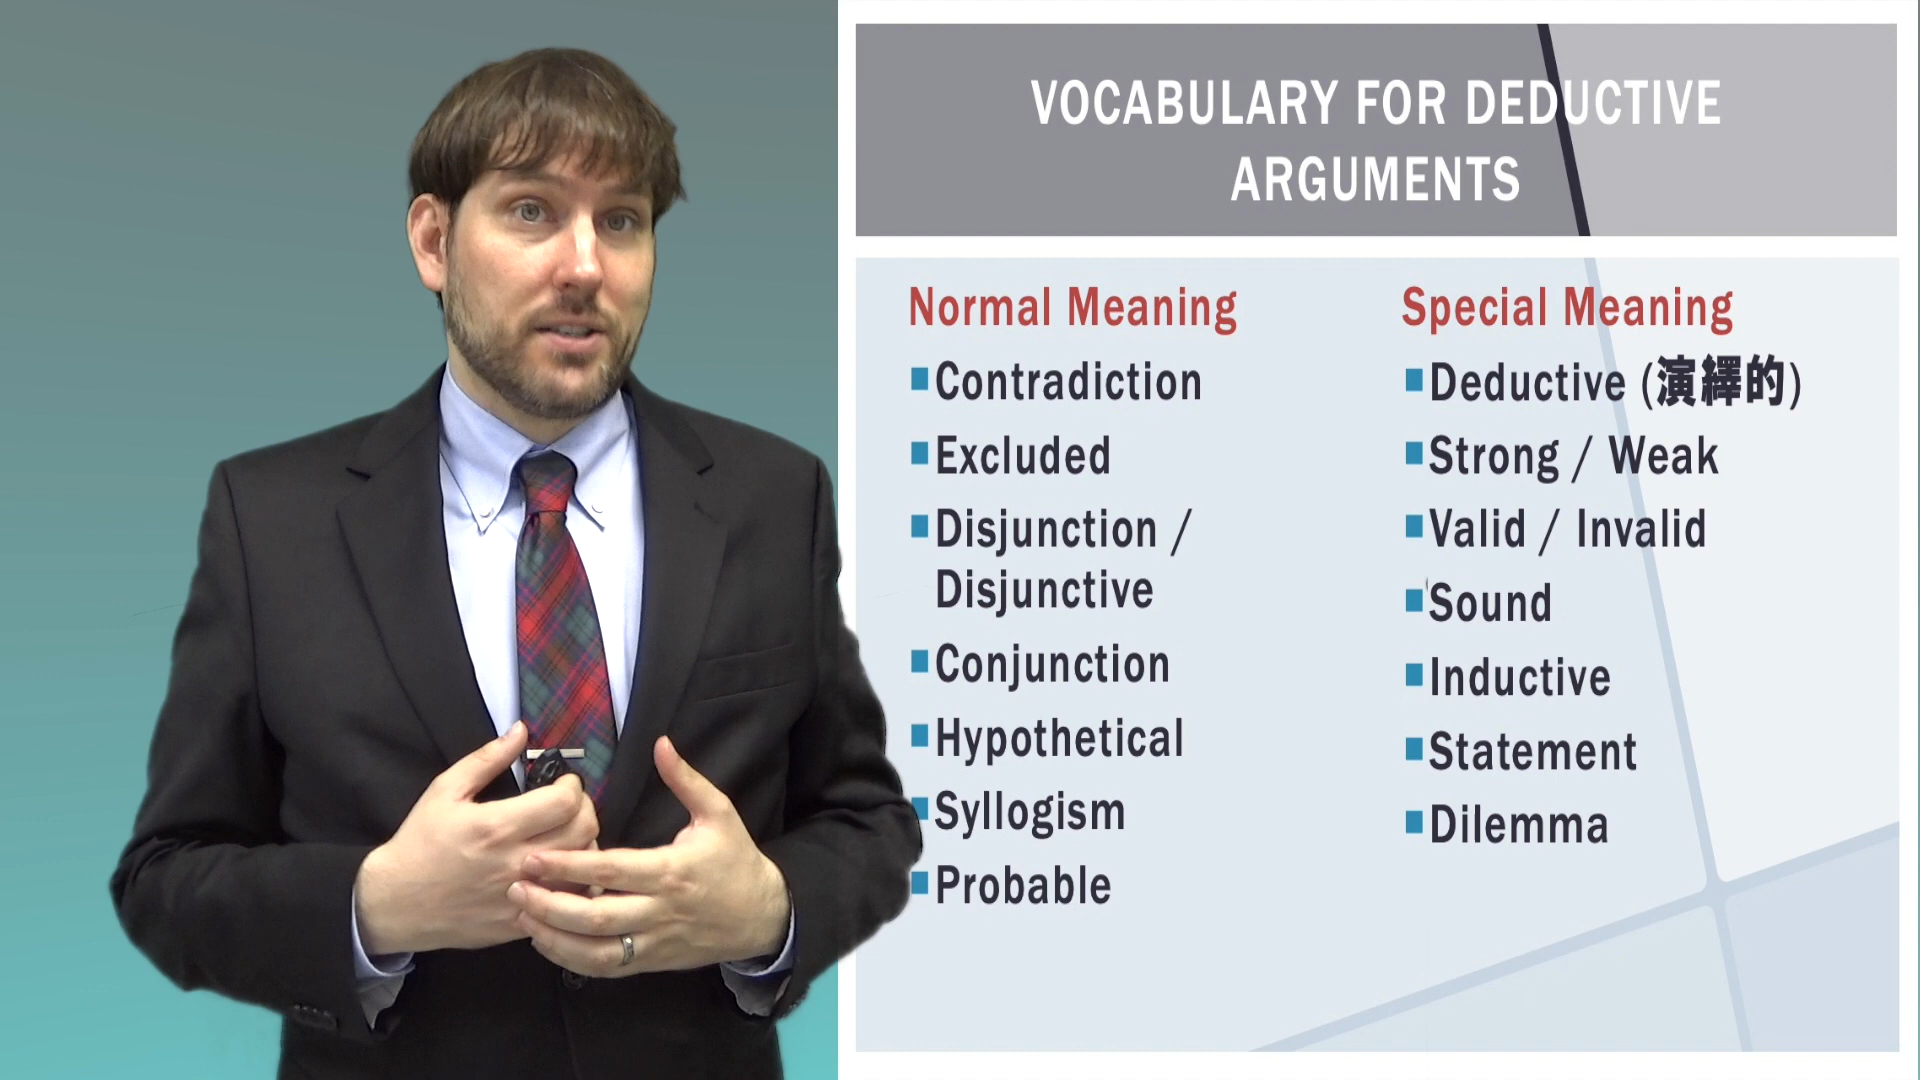 VOCABULARY FOR DEDUCTIVE
ARGUMENTS
Normal Meaning
Contradiction
Excluded
Disjunction /
Disjunctive
Conjunction
Hypothetical
Syllogism
Probable
Special Meaning
Deductive (演繹的)
Strong / Weak
Valid / Invalid
Sound
Inductive
Statement
Dilemma